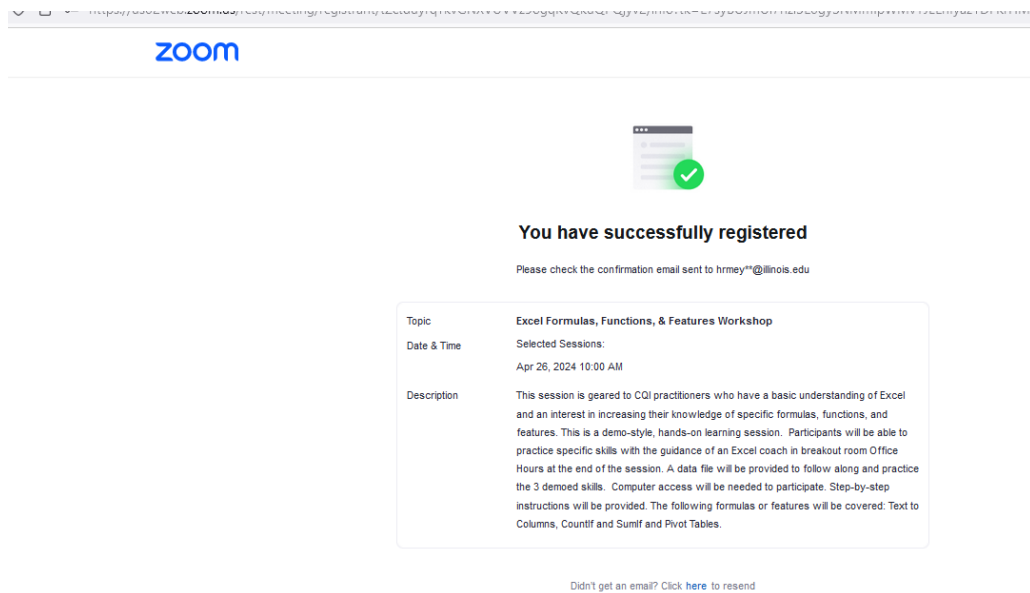 zoom
You have successfully registered
Please check the confirmation email sent to hrmey**@illinois.edu
Topic
Excel Formulas, Functions, & Features Workshop
Date & Time
Selected Sessions:
Apr 26, 2024 10:00 AM
Description
This session is geared to CQI practitioners who have a basic understanding of Excel
and an interest in increasing their knowledge of specific formulas, functions, and
features. This is a demo-style, hands-on learning session.  Participants will be able to
practice specific skills with the guidance of an Excel coach in breakout room Office
Hours at the end of the session. A data file will be provided to follow along and practice
the 3 demoed skills.  Computer access will be needed to participate. Step-by-step
instructions will be provided. The following formulas or features will be covered: Text to
Columns, CountIf and SumIf and Pivot Tables.
Didn't get an email? Click here to resend